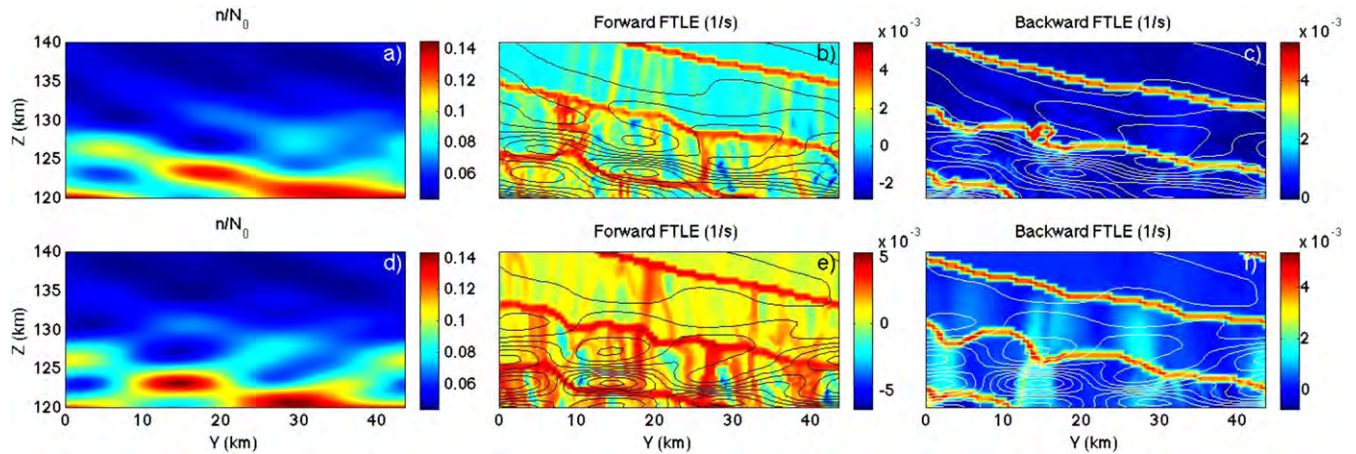 n/N0 Forward FTLE (1/s) Backward FTLE (1/s)
x 10^-3 x 10^-3
140 a) 0.14 b) 4 c) 4
135 0.12
Z (km) 130 0.1 2 2
125 0.08 0
120 0.06 -2 0
n/N0 Forward FTLE (1/s) Backward FTLE (1/s)
x 10^-3 x 10^-3
140 d) 0.14 e) 5 f) 6
135 0.12 4
Z (km) 130 0.1 0
125 0.08 2
120 0.06 -5 0
0 10 20 30 40 0 10 20 30 40 0 10 20 30 40
Y (km) Y (km) Y (km)